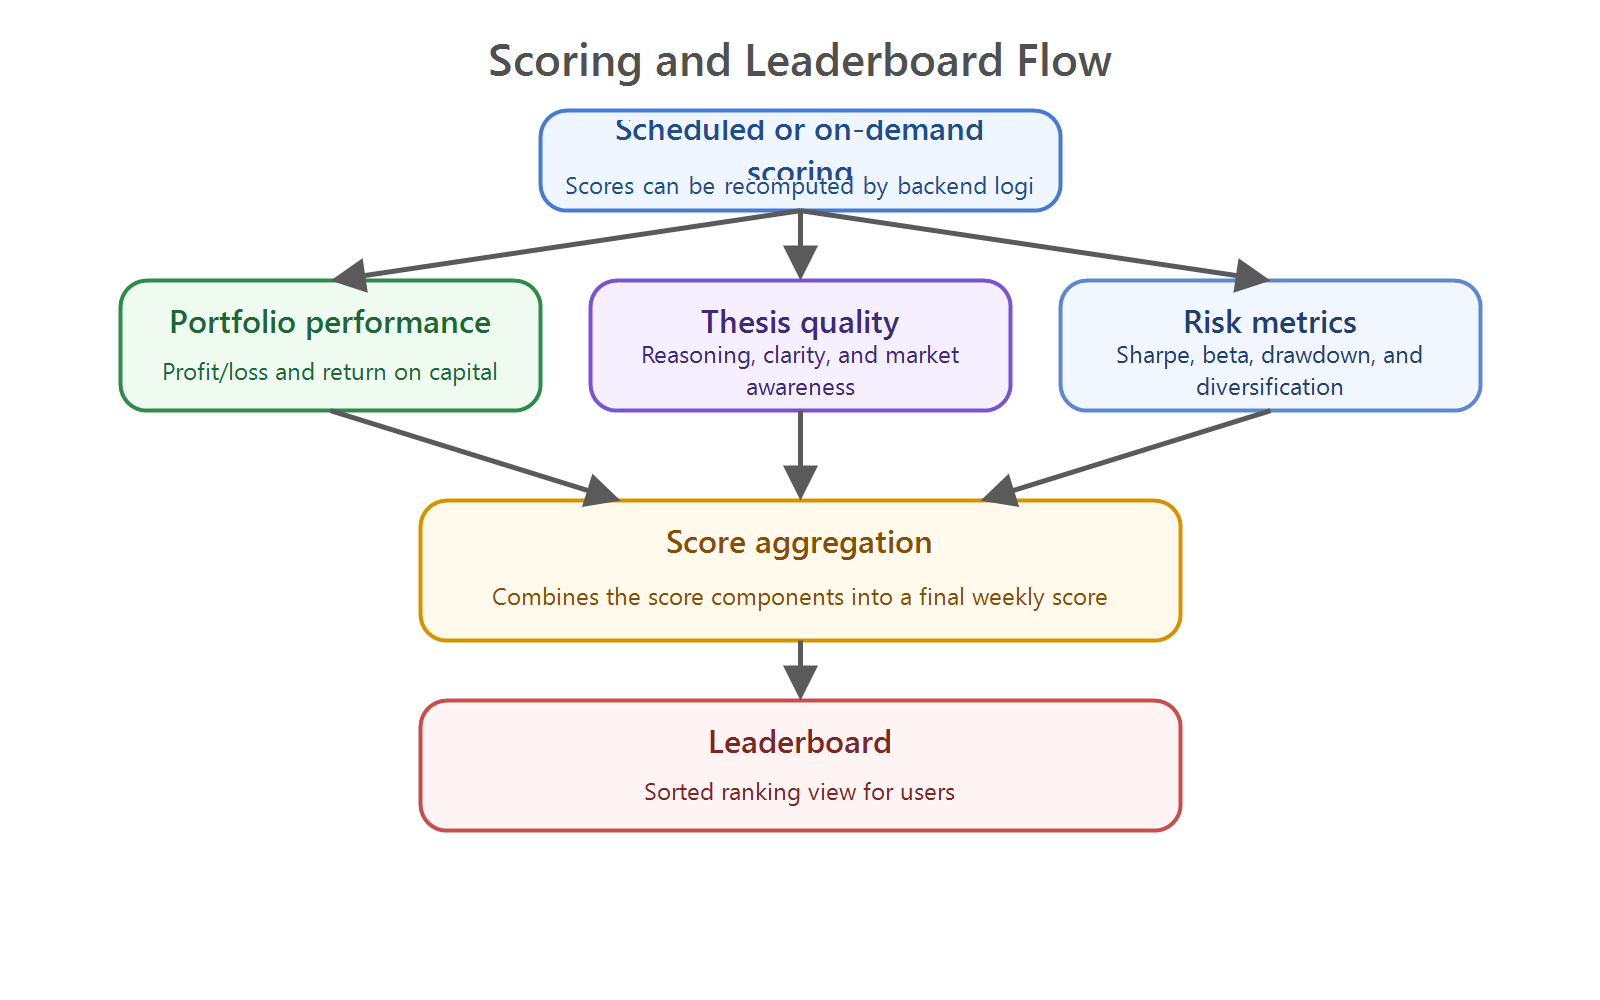 Scoring and Leaderboard Flow
Scheduled or on-demand
scoring
Scores can be recomputed by backend logi
Portfolio performance
Profit/loss and return on capital
Thesis quality
Reasoning, clarity, and market
awareness
Risk metrics
Sharpe, beta, drawdown, and
diversification
Score aggregation
Combines the score components into a final weekly score
Leaderboard
Sorted ranking view for users